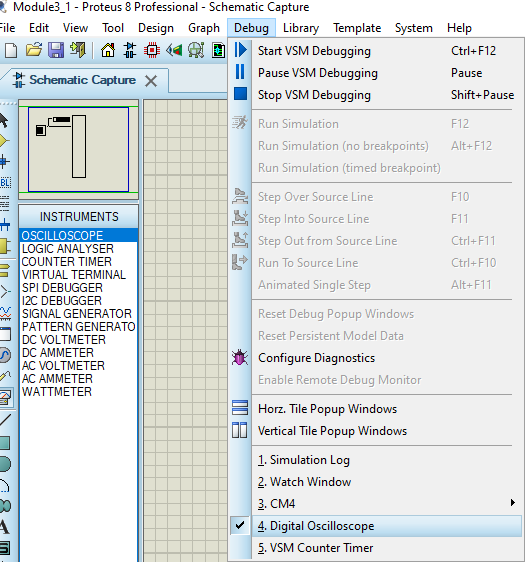 Module3_1 - Proteus 8 Professional - Schematic Capture
File Edit View Tool Design Graph Debug Library Template System Help
Schematic Capture
INSTRUMENTS
OSCILLOSCOPE
LOGIC ANALYSER
COUNTER TIMER
VIRTUAL TERMINAL
SPI DEBUGGER
I2C DEBUGGER
SIGNAL GENERATOR
PATTERN GENERATO
DC VOLTMETER
DC AMMETER
AC VOLTMETER
AC AMMETER
WATTMETER
Start VSM Debugging Ctrl+F12
Pause VSM Debugging Pause
Stop VSM Debugging Shift+Pause
Run Simulation F12
Run Simulation (no breakpoints) Alt+F12
Run Simulation (timed breakpoint)
Step Over Source Line F10
Step Into Source Line F11
Step Out from Source Line Ctrl+F11
Run To Source Line Ctrl+F10
Animated Single Step Alt+F11
Reset Debug Popup Windows
Reset Persistent Model Data
Configure Diagnostics
Enable Remote Debug Monitor
Horz. Tile Popup Windows
Vertical Tile Popup Windows
1. Simulation Log
2. Watch Window
3. CM4
4. Digital Oscilloscope
5. VSM Counter Timer
A